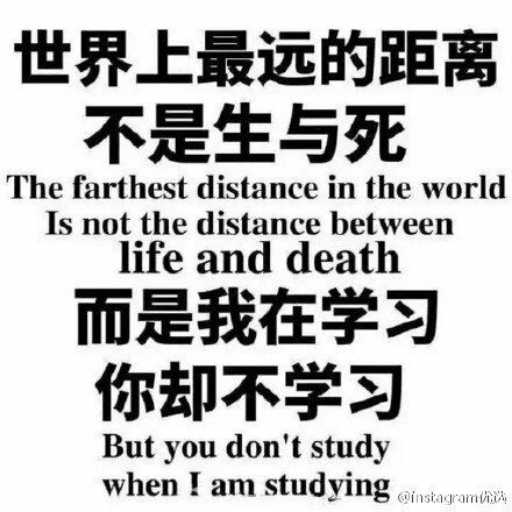 世界上最远的距离
不是生与死
The farthest distance in the world
Is not the distance between
life and death
而是我在学习
你却不学习
But you don't study
when I am studying